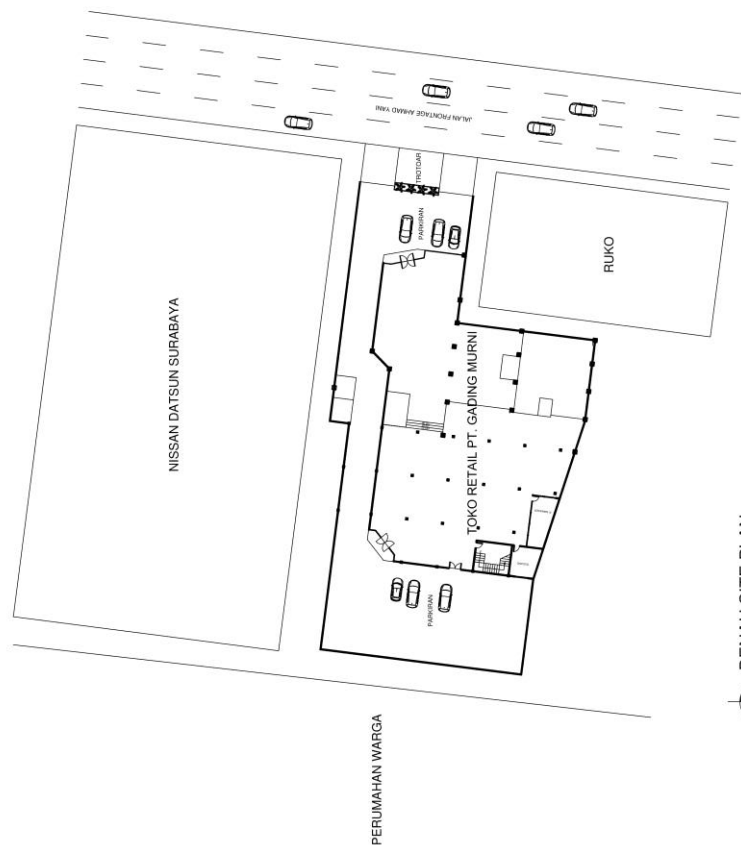 JALAN FRONTAGE AHMAD YANI
TROTOAR
PARKIRAN
RUKO
NISSAN DATSUN SURABAYA
TOKO RETAIL PT. GADING MURNI
PARKIRAN
PERUMAHAN WARGA